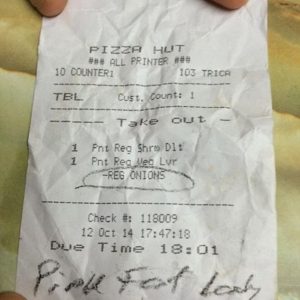 PIZZA HUT
### ALL PRINTER ###
10 COUNTER1 103 TRICA
TBL Cust. Count: 1
----- Take out -
1 Pnt Reg Shrm Dlt
1 Pnt Reg Veg Lvr
-REG ONIONS
Check #: 118009
12 Oct 14 17:47:18
Due Time 18:01
Pink Fat Lady